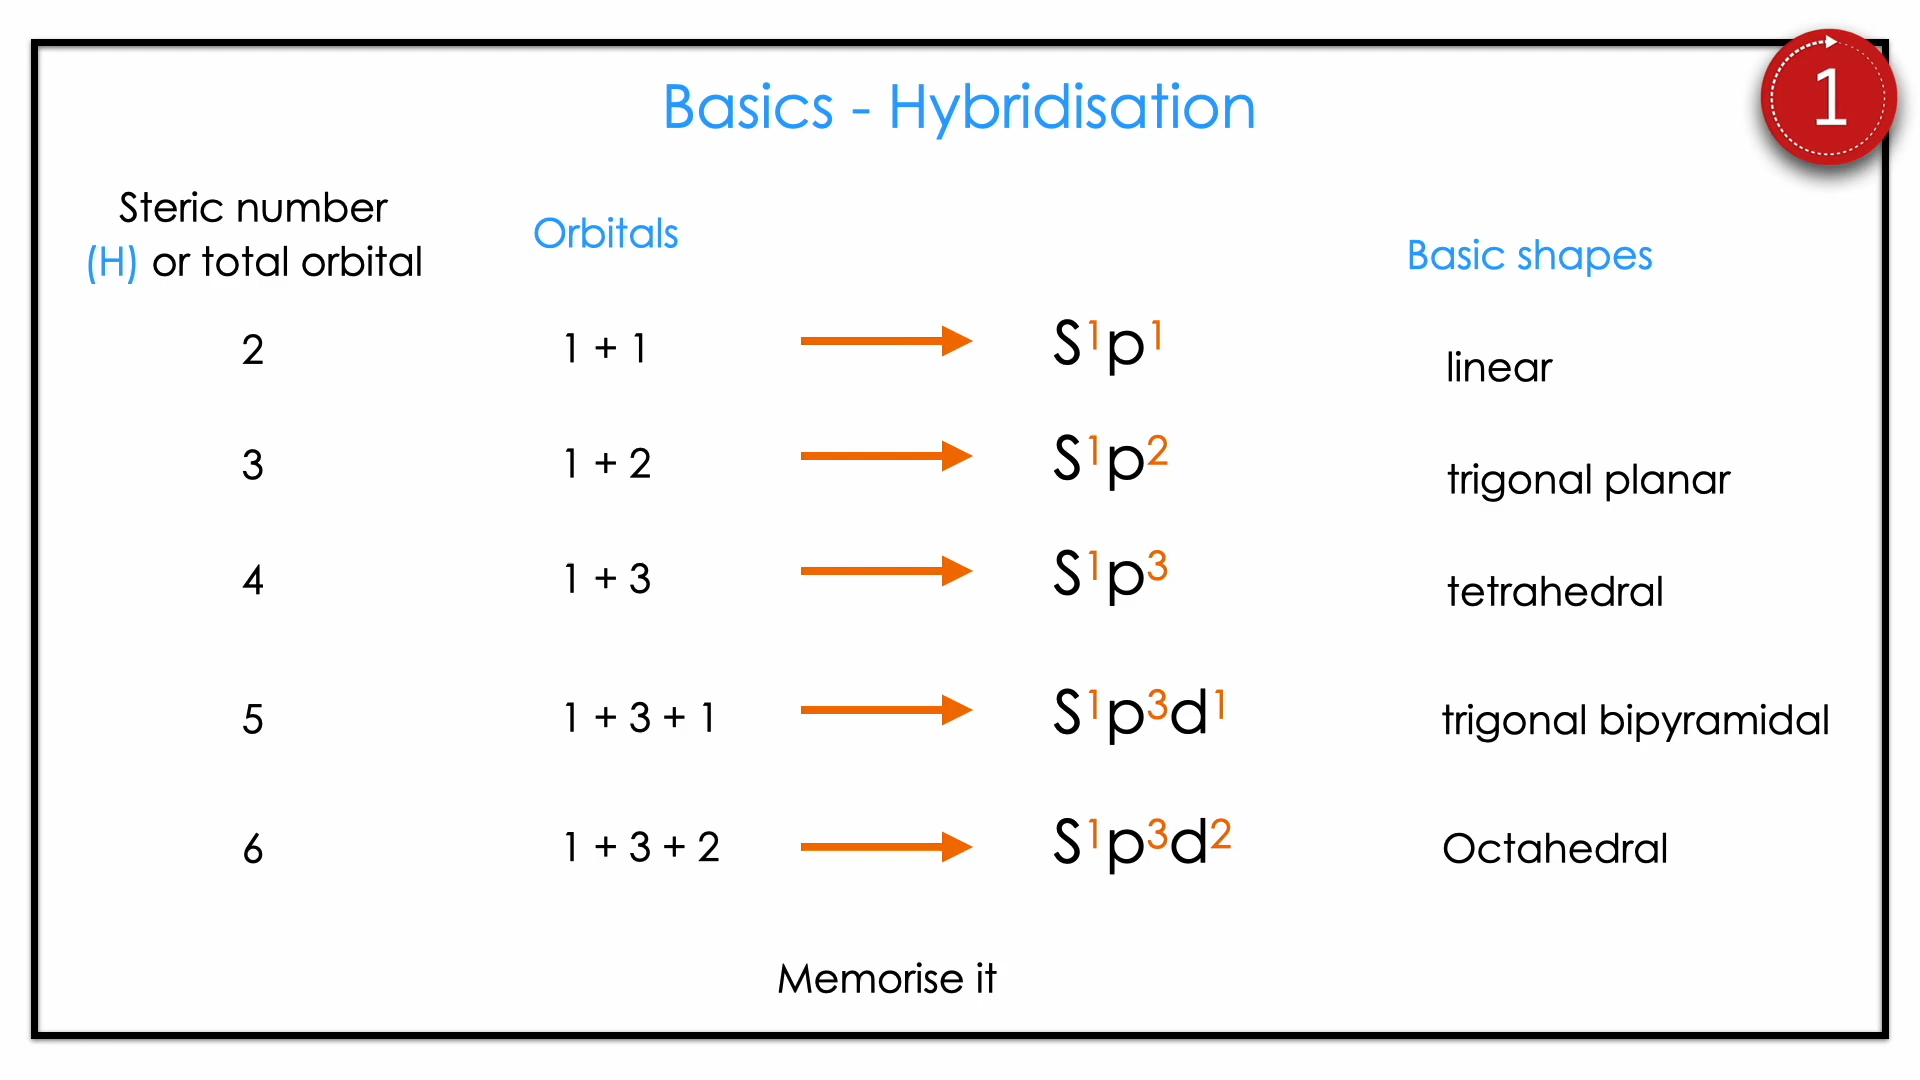 1
Basics - Hybridisation
Steric number
(H) or total orbital
Orbitals
Basic shapes
2 1 + 1 S¹p¹ linear
3 1 + 2 S¹p² trigonal planar
4 1 + 3 S¹p³ tetrahedral
5 1 + 3 + 1 S¹p³d¹ trigonal bipyramidal
6 1 + 3 + 2 S¹p³d² Octahedral
Memorise it